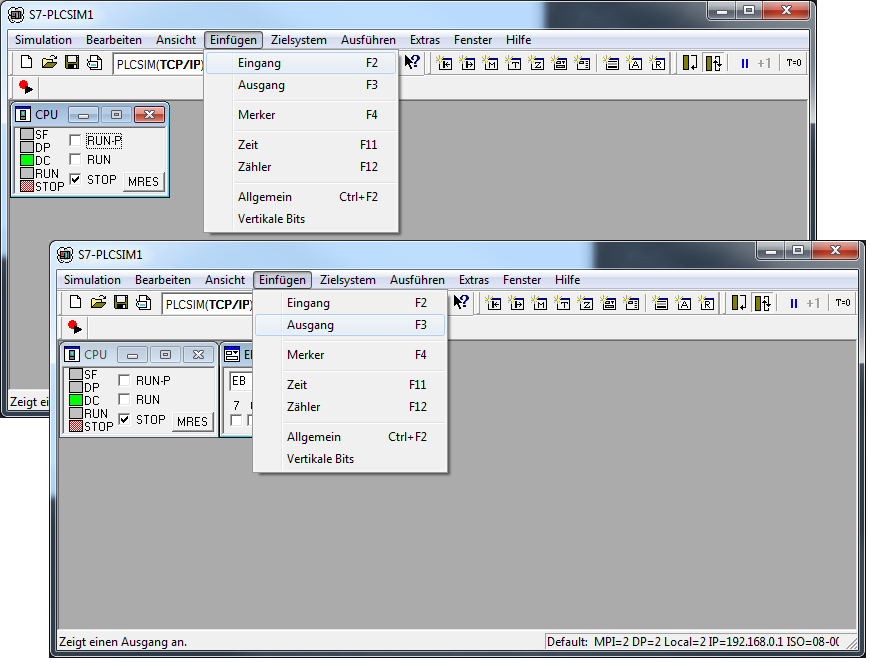 S7-PLCSIM1
Simulation Bearbeiten Ansicht Einfügen Zielsystem Ausführen Extras Fenster Hilfe
PLCSIM(TCP/IP) +1 T=0
Eingang F2
Ausgang F3
Merker F4
Zeit F11
Zähler F12
Allgemein Ctrl+F2
Vertikale Bits
CPU
SF
DP
DC
RUN
STOP
RUN-P
RUN
STOP
MRES
Zeigt ei
S7-PLCSIM1
Simulation Bearbeiten Ansicht Einfügen Zielsystem Ausführen Extras Fenster Hilfe
PLCSIM(TCP/IP) +1 T=0
Eingang F2
Ausgang F3
Merker F4
Zeit F11
Zähler F12
Allgemein Ctrl+F2
Vertikale Bits
CPU
SF
DP
DC
RUN
STOP
RUN-P
RUN
STOP
MRES
EB
7
Zeigt einen Ausgang an.
Default: MPI=2 DP=2 Local=2 IP=192.168.0.1 ISO=08-00